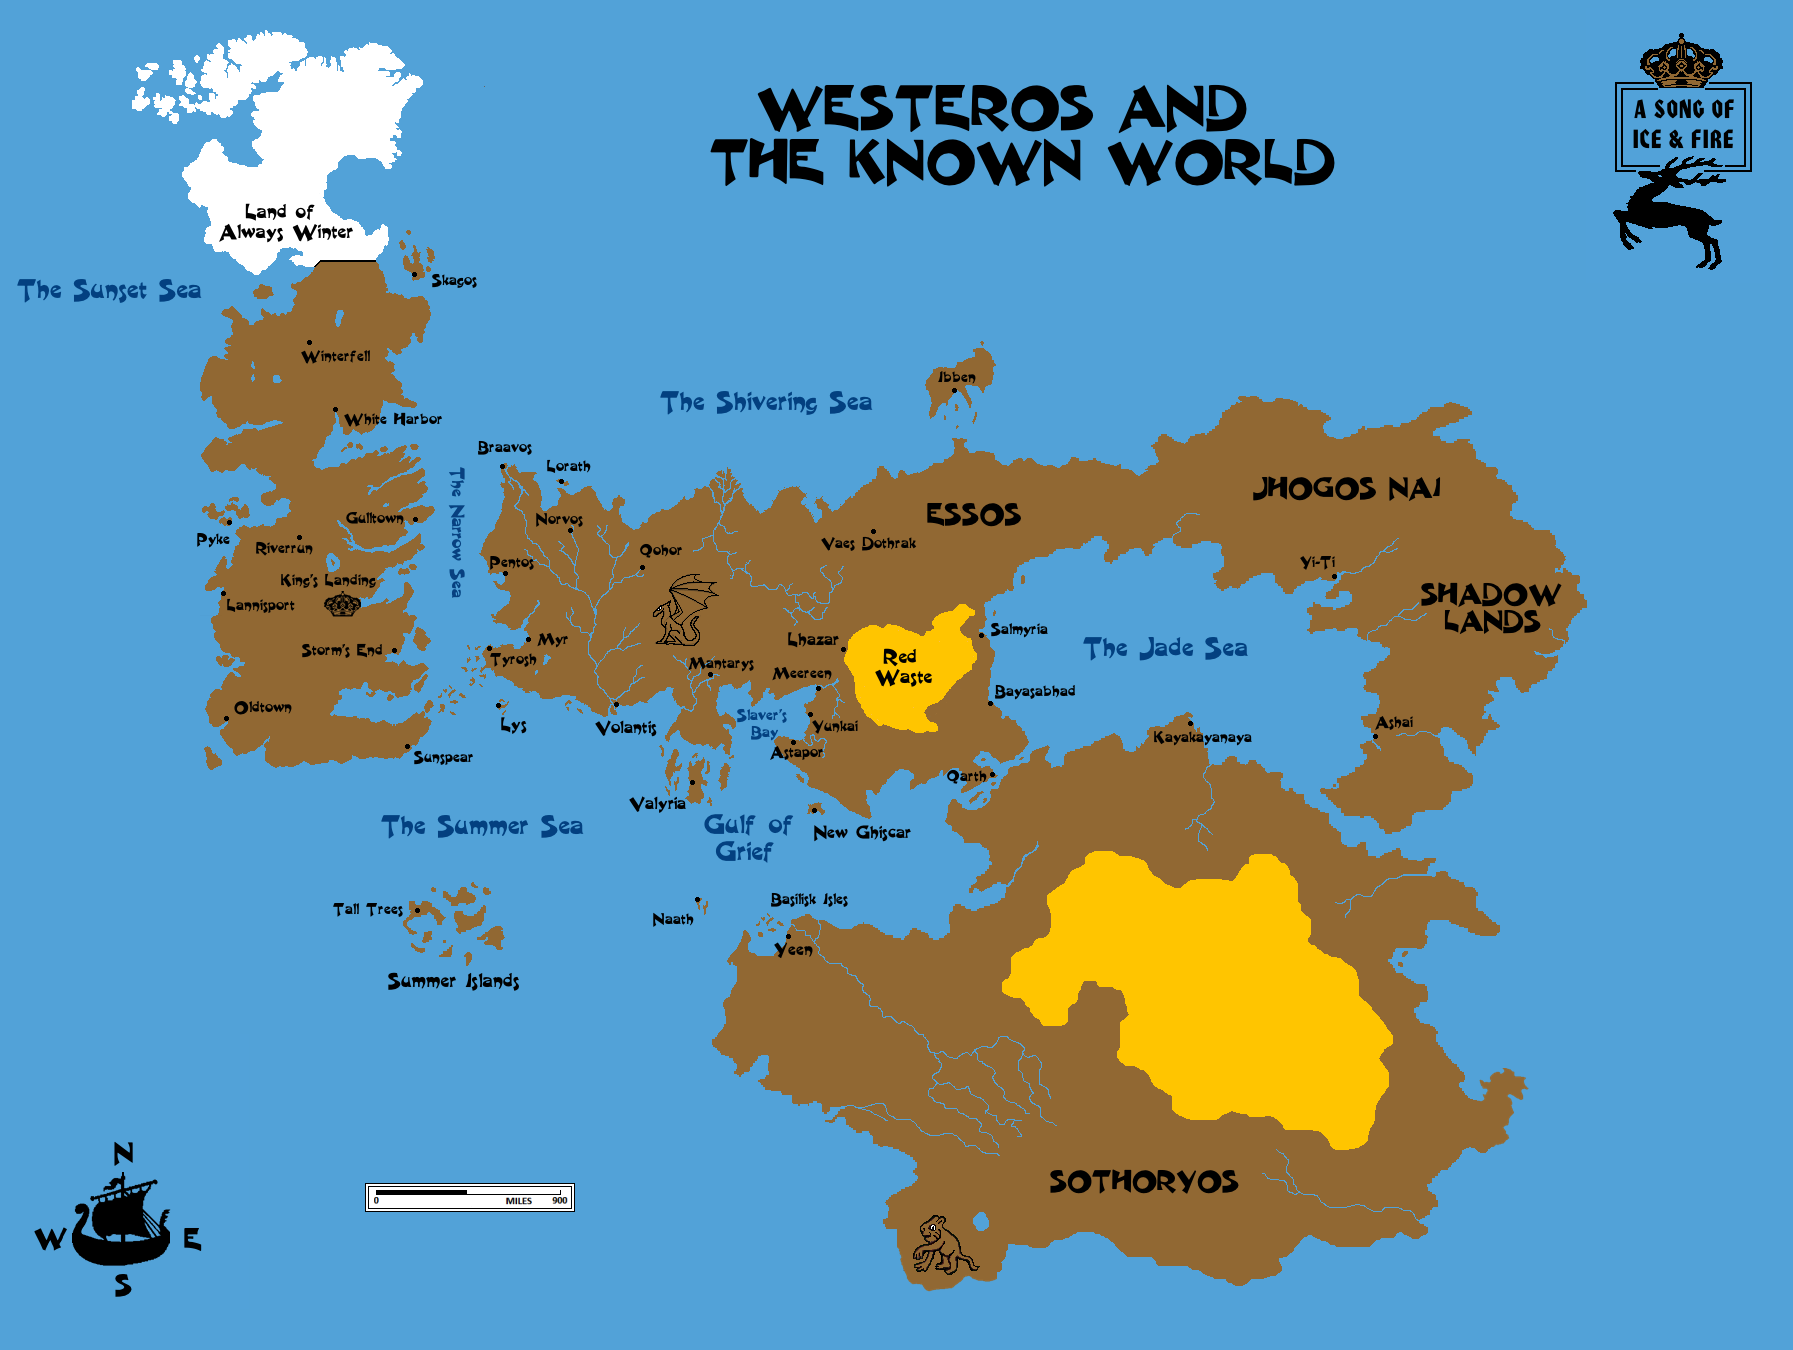 WESTEROS AND
THE KNOWN WORLD
A SONG OF
ICE & FIRE
Land of
Always Winter
The Sunset Sea
Skagos
Winterfell
White Harbor
The Shivering Sea
Ibben
Braavos
Lorath
The Narrow Sea
Gulltown
Pyke
Riverrun
King's Landing
Lannisport
Storm's End
Oldtown
Sunspear
Norvos
Qohor
Pentos
Myr
Tyrosh
Lys
Volantis
Mantarys
Vaes Dothrak
ESSOS
JHOGOS NAI
Yi-Ti
SHADOW
LANDS
Lhazar
Red
Waste
Salmyria
The Jade Sea
Meereen
Bayasabhad
Slaver's
Bay
Yunkai
Astapor
Kayakayanaya
Ashai
Qarth
Valyria
The Summer Sea
Gulf of
Grief
New Ghiscar
Tall Trees
Summer Islands
Naath
Basilisk Isles
Yeen
SOTHORYOS
N
W
E
S
0 MILES 900